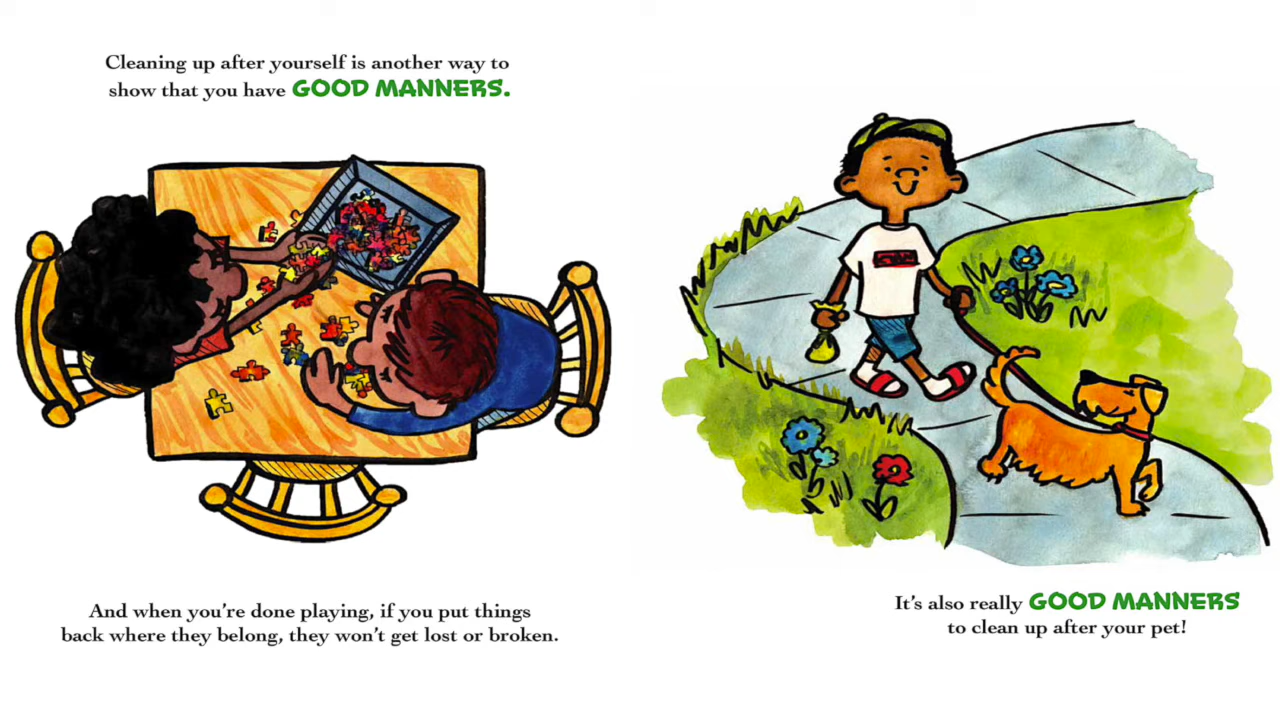 Cleaning up after yourself is another way to
show that you have GOOD MANNERS.
And when you’re done playing, if you put things
back where they belong, they won’t get lost or broken.
It’s also really GOOD MANNERS
to clean up after your pet!